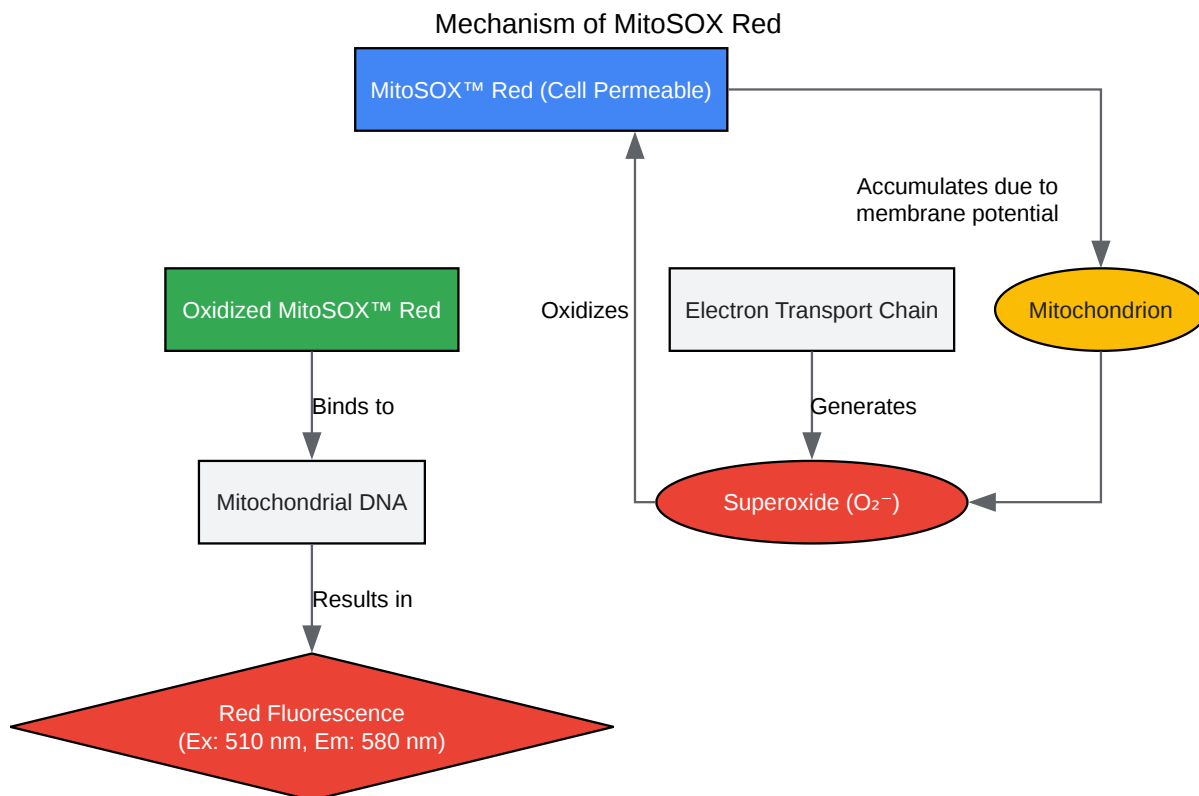 Mechanism of MitoSOX Red
MitoSOX™ Red (Cell Permeable)
Accumulates due to
membrane potential
Oxidized MitoSOX™ Red
Oxidizes
Electron Transport Chain
Mitochondrion
Binds to
Generates
Mitochondrial DNA
Superoxide (O₂⁻)
Results in
Red Fluorescence
(Ex: 510 nm, Em: 580 nm)